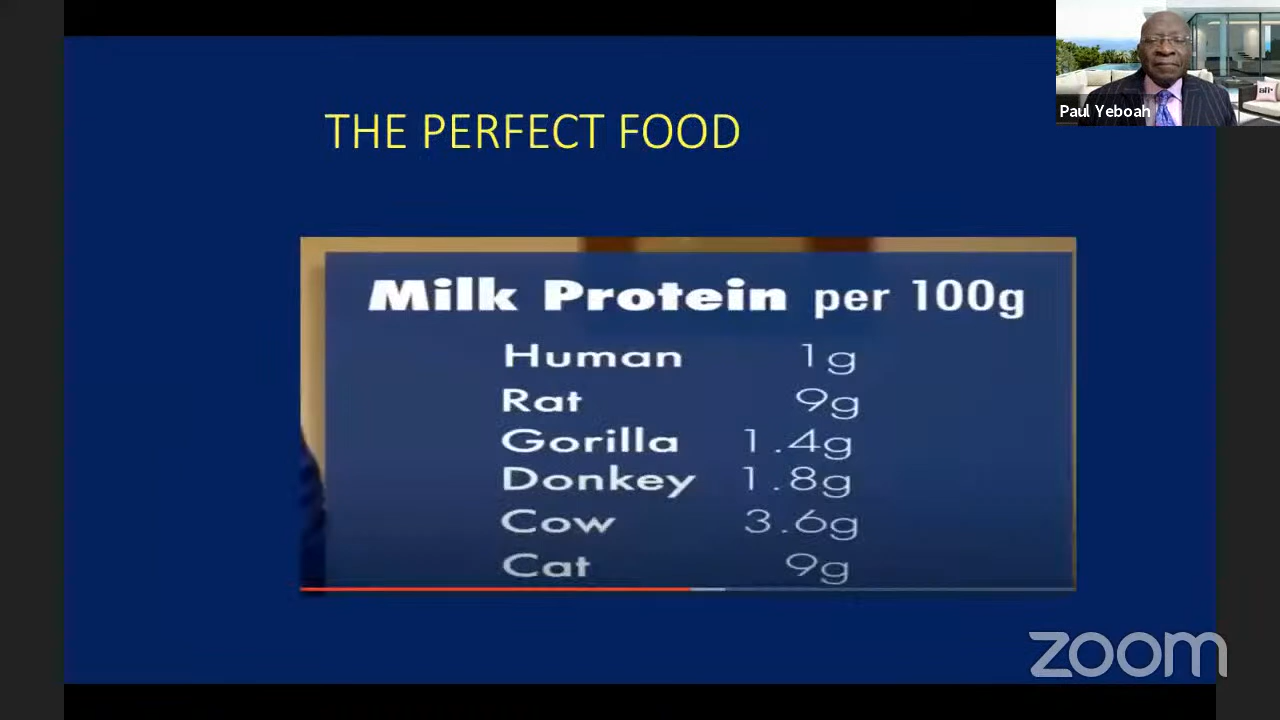 Paul Yeboah
THE PERFECT FOOD
Milk Protein per 100g
Human 1g
Rat 9g
Gorilla 1.4g
Donkey 1.8g
Cow 3.6g
Cat 9g
zoom